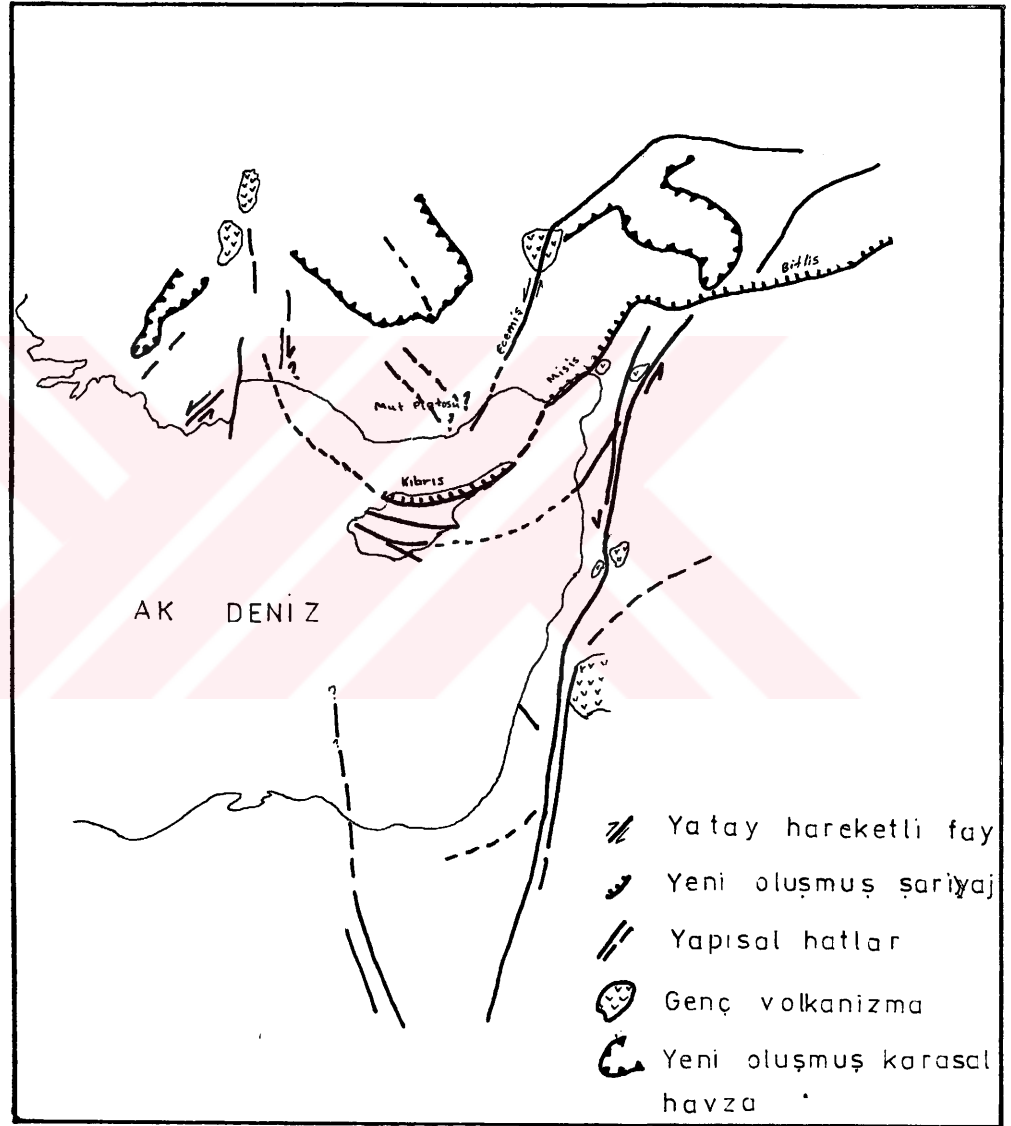 Bitlis
Ecemiş
Misis
?
Mut Platosu?
?
Kıbrıs
AK DENİZ
?
?
Yatay hareketli fay
Yeni oluşmuş şariyaj
Yapısal hatlar
Genç volkanizma
Yeni oluşmuş karasal
havza